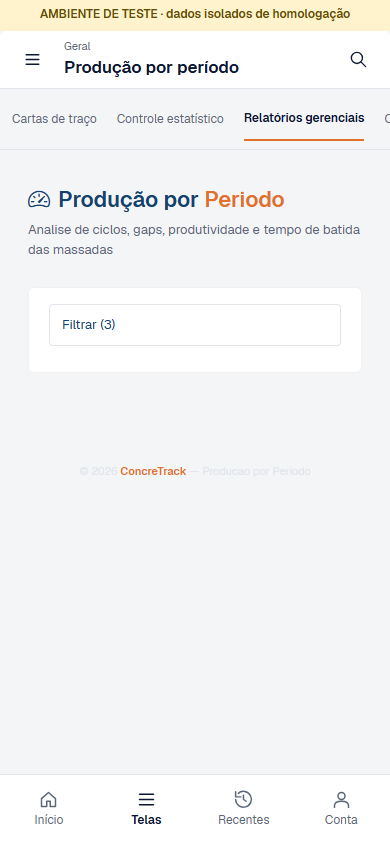 AMBIENTE DE TESTE · dados isolados de homologação
Geral
Produção por período
Cartas de traço
Controle estatístico
Relatórios gerenciais
C
Produção por Periodo
Analise de ciclos, gaps, produtividade e tempo de batida
das massadas
Filtrar (3)
© 2026 ConcreTrack — Producao por Periodo
Início
Telas
Recentes
Conta